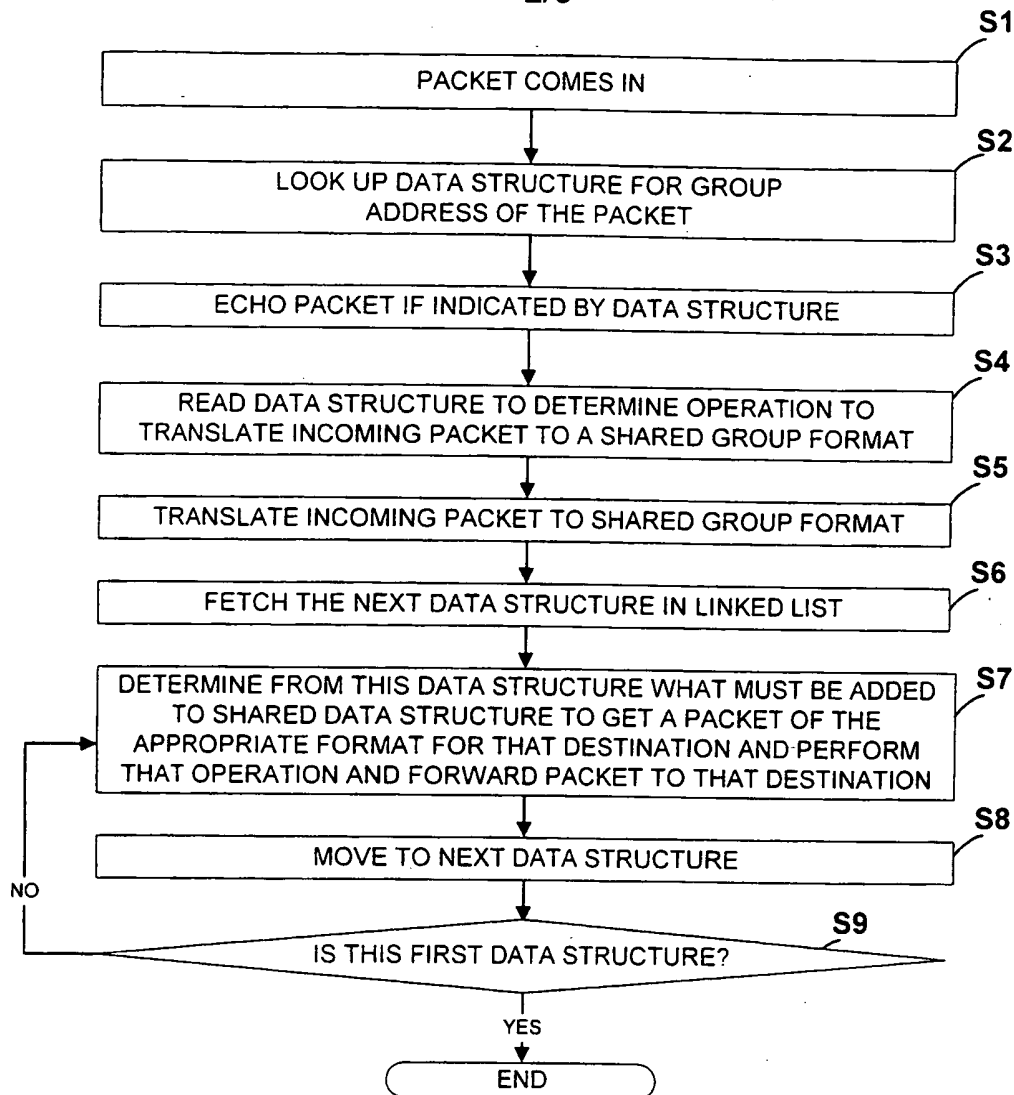 S1
PACKET COMES IN
S2
LOOK UP DATA STRUCTURE FOR GROUP
ADDRESS OF THE PACKET
S3
ECHO PACKET IF INDICATED BY DATA STRUCTURE
S4
READ DATA STRUCTURE TO DETERMINE OPERATION TO
TRANSLATE INCOMING PACKET TO A SHARED GROUP FORMAT
S5
TRANSLATE INCOMING PACKET TO SHARED GROUP FORMAT
S6
FETCH THE NEXT DATA STRUCTURE IN LINKED LIST
S7
DETERMINE FROM THIS DATA STRUCTURE WHAT MUST BE ADDED
TO SHARED DATA STRUCTURE TO GET A PACKET OF THE
APPROPRIATE FORMAT FOR THAT DESTINATION AND PERFORM
THAT OPERATION AND FORWARD PACKET TO THAT DESTINATION
S8
MOVE TO NEXT DATA STRUCTURE
NO
S9
IS THIS FIRST DATA STRUCTURE?
YES
END